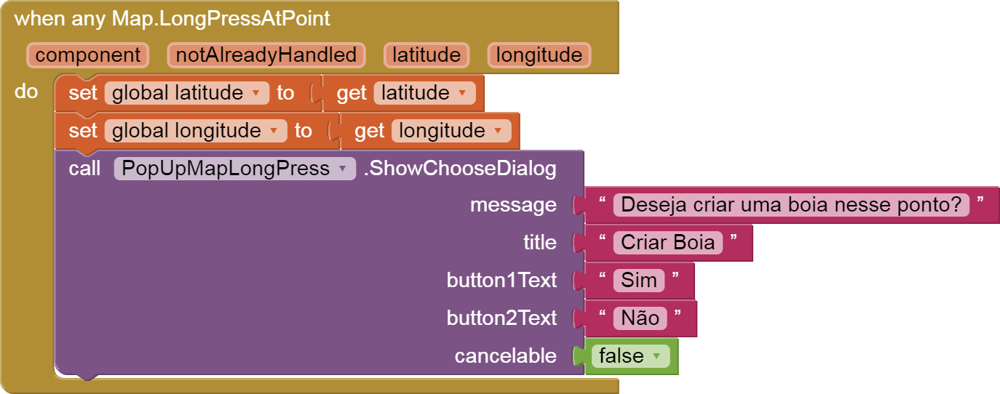 when any Map.LongPressAtPoint
component notAlreadyHandled latitude longitude
do set global latitude to get latitude
set global longitude to get longitude
call PopUpMapLongPress .ShowChooseDialog
message “ Deseja criar uma boia nesse ponto? ”
title “ Criar Boia ”
button1Text “ Sim ”
button2Text “ Não ”
cancelable false